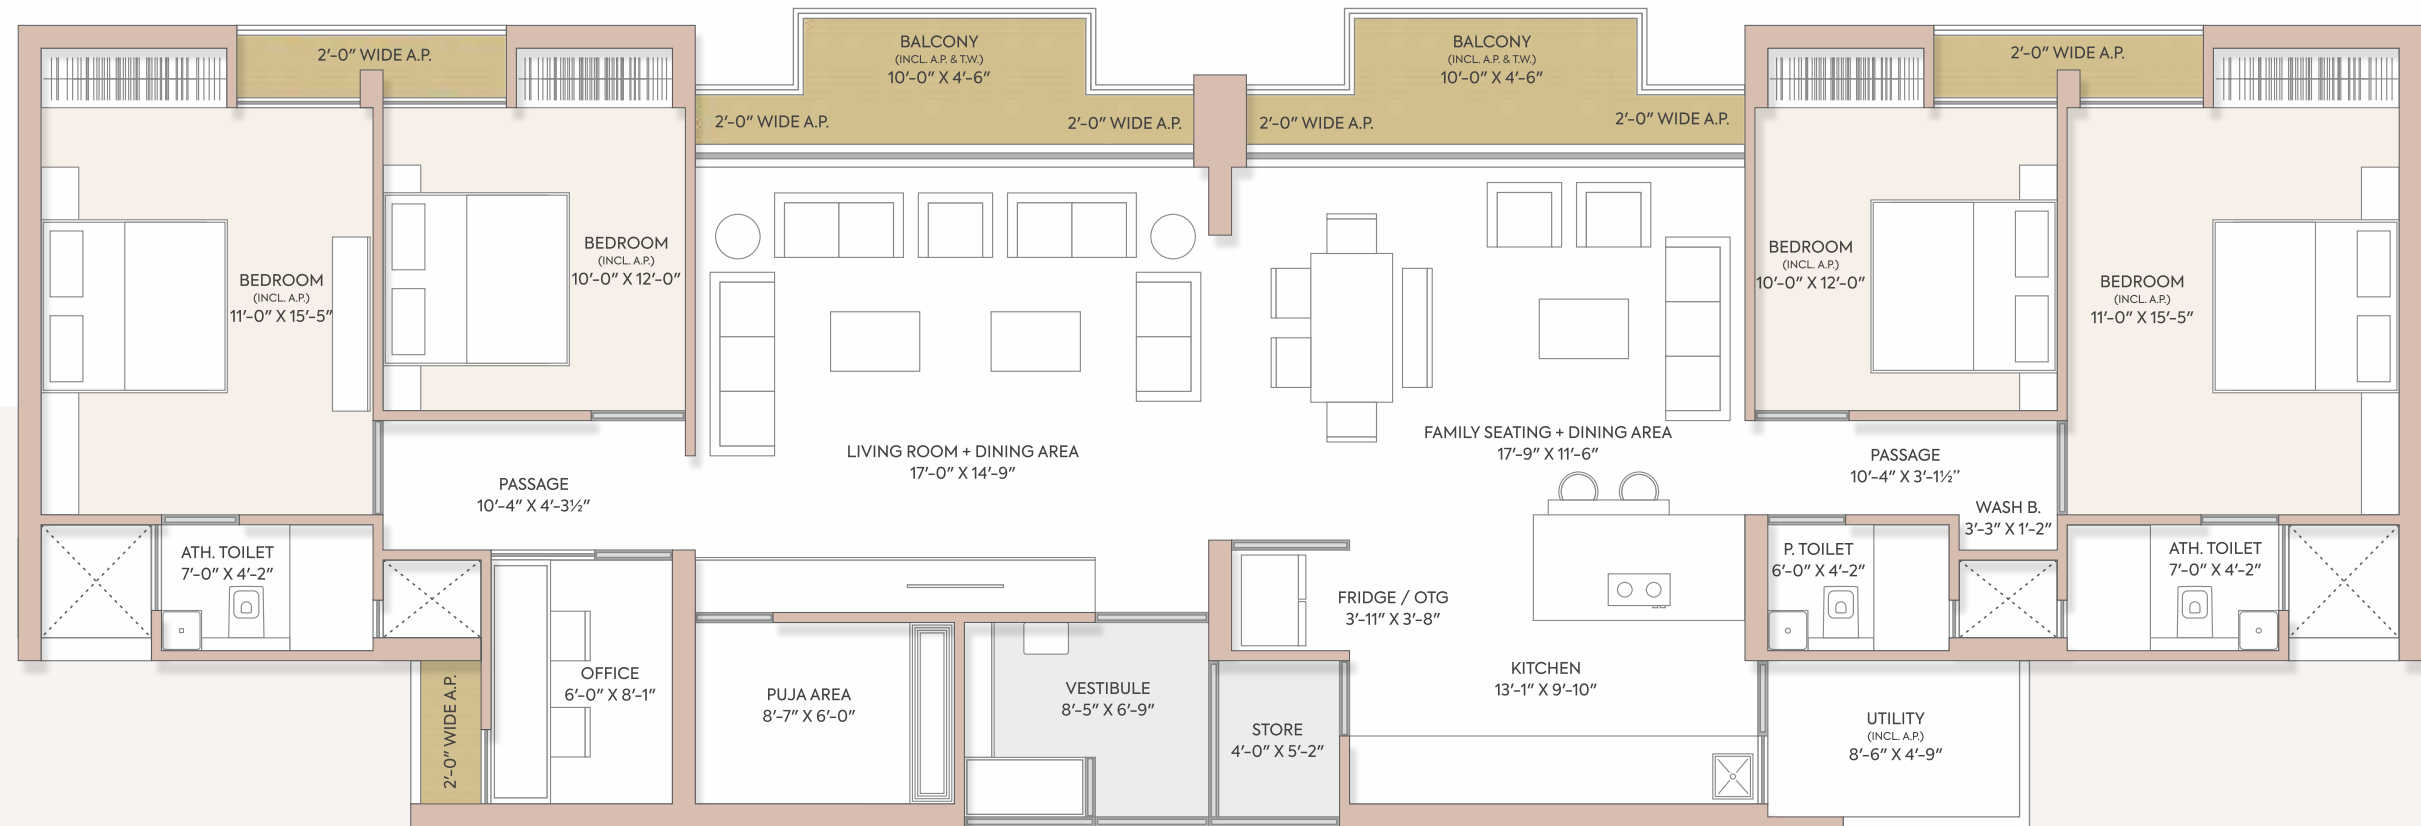 2'-0" WIDE A.P.
BALCONY
(INCL. A.P. & T.W.)
10'-0" X 4'-6"
2'-0" WIDE A.P.
2'-0" WIDE A.P.
BALCONY
(INCL. A.P. & T.W.)
10'-0" X 4'-6"
2'-0" WIDE A.P.
2'-0" WIDE A.P.
2'-0" WIDE A.P.
BEDROOM
(INCL. A.P.)
11'-0" X 15'-5"
BEDROOM
(INCL. A.P.)
10'-0" X 12'-0"
BEDROOM
(INCL. A.P.)
10'-0" X 12'-0"
BEDROOM
(INCL. A.P.)
11'-0" X 15'-5"
LIVING ROOM + DINING AREA
17'-0" X 14'-9"
FAMILY SEATING + DINING AREA
17'-9" X 11'-6"
PASSAGE
10'-4" X 4'-3½"
PASSAGE
10'-4" X 3'-1½''
WASH B.
3'-3" X 1'-2"
ATH. TOILET
7'-0" X 4'-2"
P. TOILET
6'-0" X 4'-2"
ATH. TOILET
7'-0" X 4'-2"
FRIDGE / OTG
3'-11" X 3'-8"
2'-0" WIDE A.P.
OFFICE
6'-0" X 8'-1"
PUJA AREA
8'-7" X 6'-0"
VESTIBULE
8'-5" X 6'-9"
STORE
4'-0" X 5'-2"
KITCHEN
13'-1" X 9'-10"
UTILITY
(INCL. A.P.)
8'-6" X 4'-9"